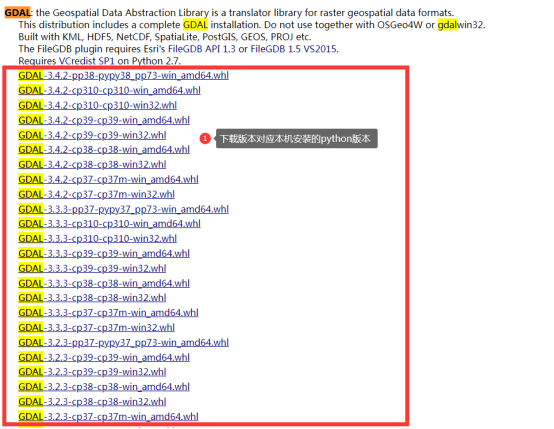 GDAL: the Geospatial Data Abstraction Library is a translator library for raster geospatial data formats.
This distribution includes a complete GDAL installation. Do not use together with OSGeo4W or gdalwin32.
Built with KML, HDF5, NetCDF, SpatiaLite, PostGIS, GEOS, PROJ etc.
The FileGDB plugin requires Esri's FileGDB API 1.3 or FileGDB 1.5 VS2015.
Requires VCredist SP1 on Python 2.7.
GDAL-3.4.2-pp38-pypy38_pp73-win_amd64.whl
GDAL-3.4.2-cp310-cp310-win_amd64.whl
GDAL-3.4.2-cp310-cp310-win32.whl
GDAL-3.4.2-cp39-cp39-win_amd64.whl
GDAL-3.4.2-cp39-cp39-win32.whl
1 下载版本对应本机安装的python版本
GDAL-3.4.2-cp38-cp38-win_amd64.whl
GDAL-3.4.2-cp38-cp38-win32.whl
GDAL-3.4.2-cp37-cp37m-win_amd64.whl
GDAL-3.4.2-cp37-cp37m-win32.whl
GDAL-3.3.3-pp37-pypy37_pp73-win_amd64.whl
GDAL-3.3.3-cp310-cp310-win_amd64.whl
GDAL-3.3.3-cp310-cp310-win32.whl
GDAL-3.3.3-cp39-cp39-win_amd64.whl
GDAL-3.3.3-cp39-cp39-win32.whl
GDAL-3.3.3-cp38-cp38-win_amd64.whl
GDAL-3.3.3-cp38-cp38-win32.whl
GDAL-3.3.3-cp37-cp37m-win_amd64.whl
GDAL-3.3.3-cp37-cp37m-win32.whl
GDAL-3.2.3-pp37-pypy37_pp73-win_amd64.whl
GDAL-3.2.3-cp39-cp39-win_amd64.whl
GDAL-3.2.3-cp39-cp39-win32.whl
GDAL-3.2.3-cp38-cp38-win_amd64.whl
GDAL-3.2.3-cp38-cp38-win32.whl
GDAL-3.2.3-cp37-cp37m-win_amd64.whl